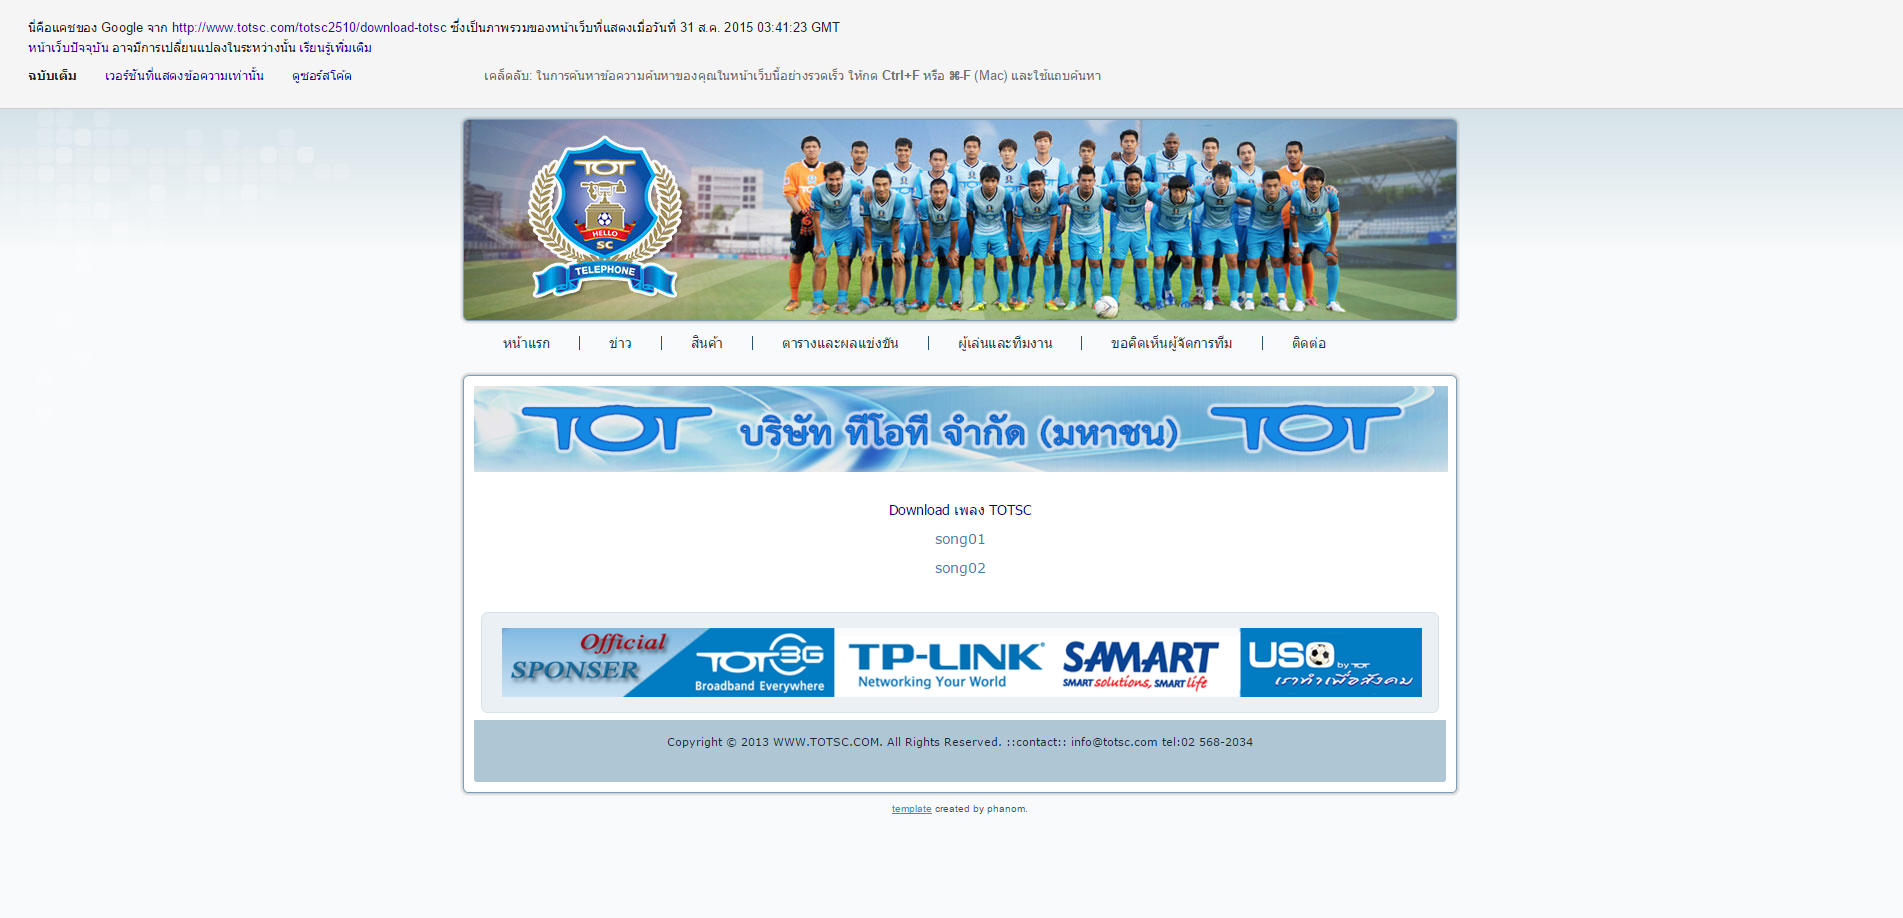 นี่คือแคชของ Google จาก http://www.totsc.com/totsc2510/download-totsc ซึ่งเป็นภาพรวมของหน้าเว็บที่แสดงเมื่อวันที่ 31 ส.ค. 2015 03:41:23 GMT
หน้าเว็บปัจจุบัน อาจมีการเปลี่ยนแปลงในระหว่างนั้น เรียนรู้เพิ่มเติม
ฉบับเต็ม เวอร์ชันที่แสดงข้อความเท่านั้น ดูซอร์สโค้ด เคล็ดลับ: ในการค้นหาข้อความค้นหาของคุณในหน้าเว็บนี้อย่างรวดเร็ว ให้กด Ctrl+F หรือ ⌘-F (Mac) และใช้แถบค้นหา
TOT
HELLO
SC
TELEPHONE
หน้าแรก | ข่าว | สินค้า | ตารางและผลแข่งขัน | ผู้เล่นและทีมงาน | ขอคิดเห็นผู้จัดการทีม | ติดต่อ
TOT บริษัท ทีโอที จำกัด (มหาชน) TOT
Download เพลง TOTSC
song01
song02
Official SPONSER
TOT 3G Broadband Everywhere
TP-LINK® Networking Your World
SAMART SMART solutions, SMART life
USO by TOT เราทำเพื่อสังคม
Copyright © 2013 WWW.TOTSC.COM. All Rights Reserved. ::contact:: info@totsc.com tel:02 568-2034
template created by phanom.